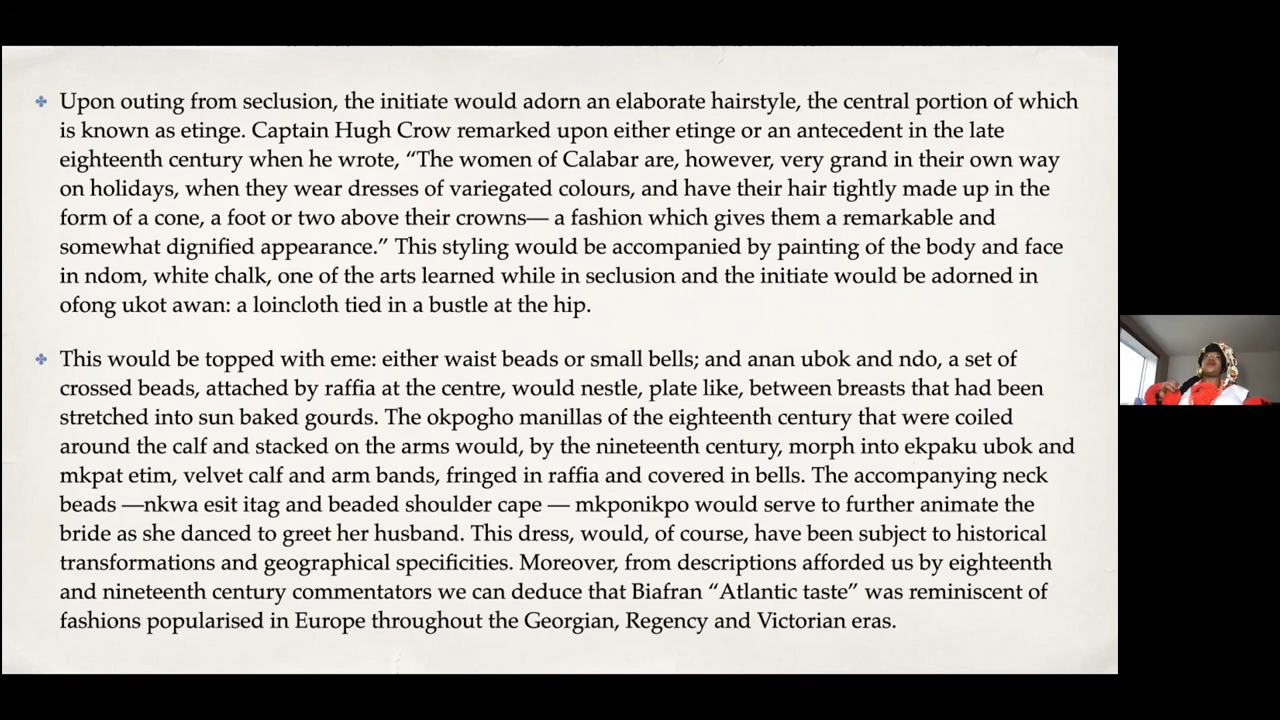 Upon outing from seclusion, the initiate would adorn an elaborate hairstyle, the central portion of which
is known as etinge. Captain Hugh Crow remarked upon either etinge or an antecedent in the late
eighteenth century when he wrote, “The women of Calabar are, however, very grand in their own way
on holidays, when they wear dresses of variegated colours, and have their hair tightly made up in the
form of a cone, a foot or two above their crowns— a fashion which gives them a remarkable and
somewhat dignified appearance.” This styling would be accompanied by painting of the body and face
in ndom, white chalk, one of the arts learned while in seclusion and the initiate would be adorned in
ofong ukot awan: a loincloth tied in a bustle at the hip.
This would be topped with eme: either waist beads or small bells; and anan ubok and ndo, a set of
crossed beads, attached by raffia at the centre, would nestle, plate like, between breasts that had been
stretched into sun baked gourds. The okpogho manillas of the eighteenth century that were coiled
around the calf and stacked on the arms would, by the nineteenth century, morph into ekpaku ubok and
mkpat etim, velvet calf and arm bands, fringed in raffia and covered in bells. The accompanying neck
beads —nkwa esit itag and beaded shoulder cape — mkponikpo would serve to further animate the
bride as she danced to greet her husband. This dress, would, of course, have been subject to historical
transformations and geographical specificities. Moreover, from descriptions afforded us by eighteenth
and nineteenth century commentators we can deduce that Biafran “Atlantic taste” was reminiscent of
fashions popularised in Europe throughout the Georgian, Regency and Victorian eras.